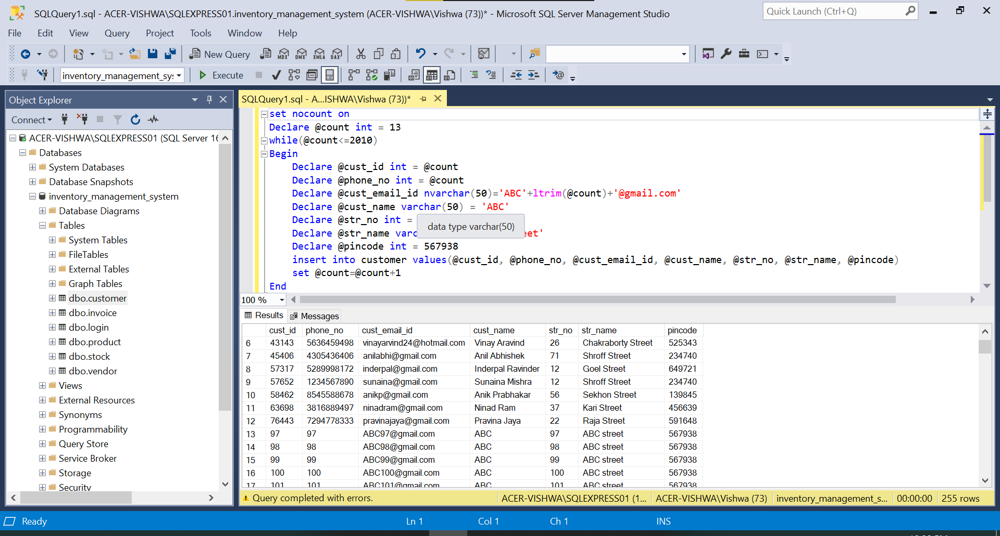 SQLQuery1.sql - ACER-VISHWA\SQLEXPRESS01.inventory_management_system (ACER-VISHWA\Vishwa (73))* - Microsoft SQL Server Management Studio
Quick Launch (Ctrl+Q)
File Edit View Query Project Tools Window Help
New Query MDX DMX XMLA DAX
inventory_management_sys Execute
Object Explorer
Connect
ACER-VISHWA\SQLEXPRESS01 (SQL Server 16
Databases
System Databases
Database Snapshots
inventory_management_system
Database Diagrams
Tables
System Tables
FileTables
External Tables
Graph Tables
dbo.customer
dbo.invoice
dbo.login
dbo.product
dbo.stock
dbo.vendor
Views
External Resources
Synonyms
Programmability
Query Store
Service Broker
Storage
Security
SQLQuery1.sql - A...ISHWA\Vishwa (73))*
set nocount on
Declare @count int = 13
while(@count<=2010)
Begin
Declare @cust_id int = @count
Declare @phone_no int = @count
Declare @cust_email_id nvarchar(50)='ABC'+ltrim(@count)+'@gmail.com'
Declare @cust_name varchar(50) = 'ABC'
Declare @str_no int =
data type varchar(50)
Declare @str_name varc eet'
Declare @pincode int = 567938
insert into customer values(@cust_id, @phone_no, @cust_email_id, @cust_name, @str_no, @str_name, @pincode)
set @count=@count+1
End
100 %
Results Messages
cust_id phone_no cust_email_id cust_name str_no str_name pincode
6 43143 5636459498 vinayarvind24@hotmail.com Vinay Aravind 26 Chakraborty Street 525343
7 45406 4305436406 anilabhi@gmail.com Anil Abhishek 71 Shroff Street 234740
8 57317 5289998172 inderpal@gmail.com Inderpal Ravinder 12 Goel Street 649721
9 57652 1234567890 sunaina@gmail.com Sunaina Mishra 12 Shroff Street 234740
10 58462 8545588678 anikp@gmail.com Anik Prabhakar 56 Sekhon Street 139845
11 63698 3816889497 ninadram@gmail.com Ninad Ram 37 Kari Street 456639
12 76443 7294778333 pravinajaya@gmail.com Pravina Jaya 22 Raja Street 591648
13 97 97 ABC97@gmail.com ABC 97 ABC street 567938
14 98 98 ABC98@gmail.com ABC 98 ABC street 567938
15 99 99 ABC99@gmail.com ABC 99 ABC street 567938
16 100 100 ABC100@gmail.com ABC 100 ABC street 567938
17 101 101 ABC101@gmail.com ABC 101 ABC street 567938
Query completed with errors. ACER-VISHWA\SQLEXPRESS01 (1... ACER-VISHWA\Vishwa (73) inventory_management_s... 00:00:00 255 rows
Ready Ln 1 Col 1 Ch 1 INS